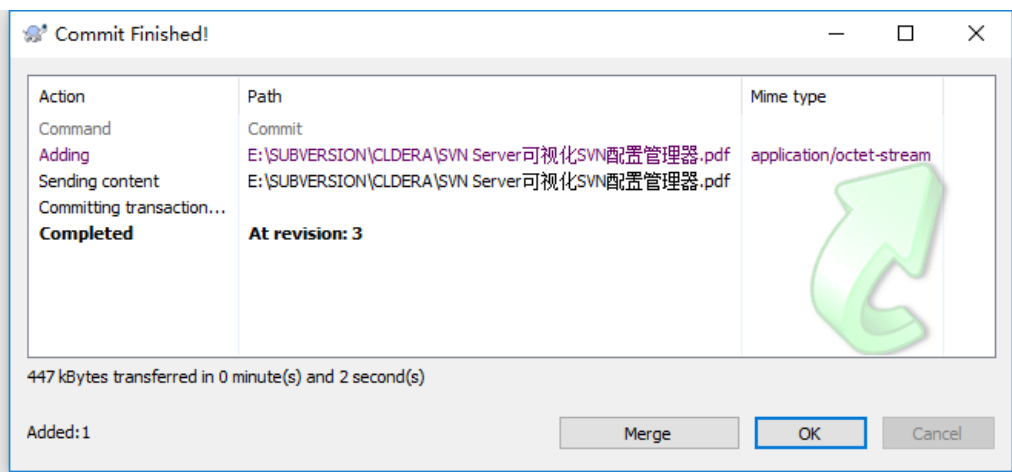 Commit Finished!
Action Path Mime type
Command Commit
Adding E:\SUBVERSION\CLDERA\SVN Server可视化SVN配置管理器.pdf application/octet-stream
Sending content E:\SUBVERSION\CLDERA\SVN Server可视化SVN配置管理器.pdf
Committing transaction...
Completed At revision: 3
447 kBytes transferred in 0 minute(s) and 2 second(s)
Added:1 Merge OK Cancel